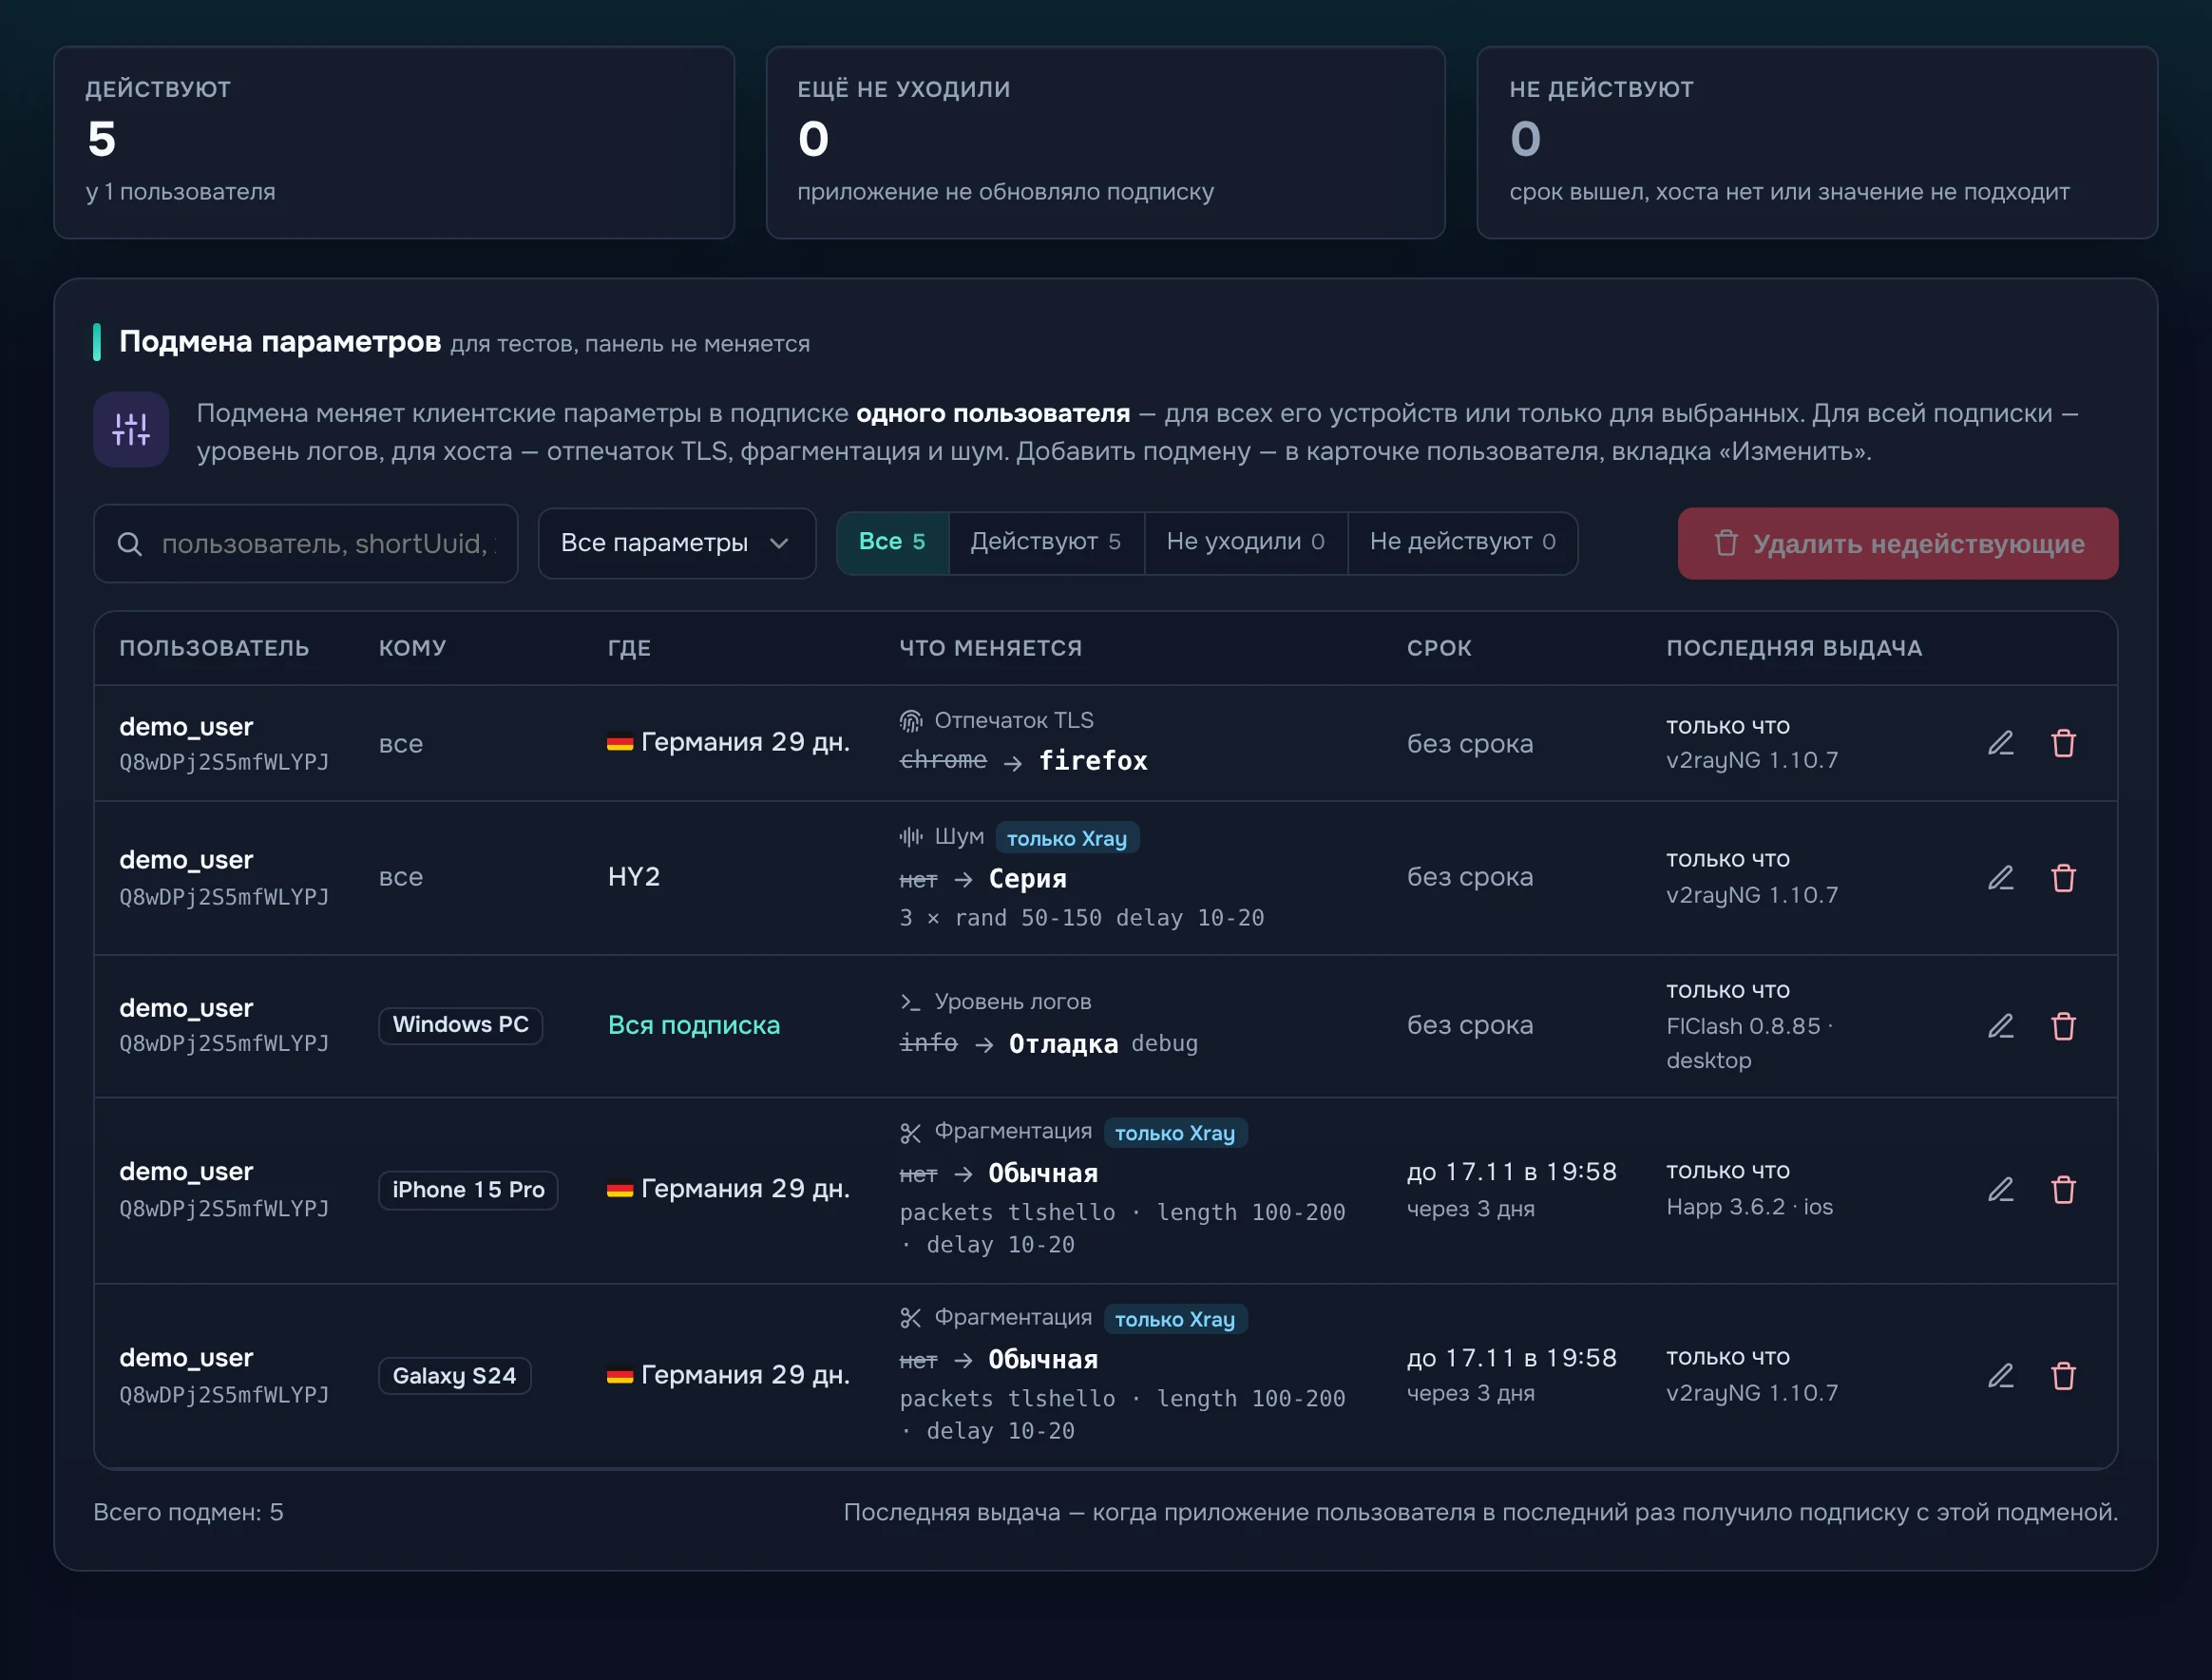 ДЕЙСТВУЮТ
5
у 1 пользователя
ЕЩЁ НЕ УХОДИЛИ
0
приложение не обновляло подписку
НЕ ДЕЙСТВУЮТ
0
срок вышел, хоста нет или значение не подходит
Подмена параметров для тестов, панель не меняется
Подмена меняет клиентские параметры в подписке одного пользователя — для всех его устройств или только для выбранных. Для всей подписки —
уровень логов, для хоста — отпечаток TLS, фрагментация и шум. Добавить подмену — в карточке пользователя, вкладка «Изменить».
пользователь, shortUuid,
Все параметры
Все 5
Действуют 5
Не уходили 0
Не действуют 0
Удалить недействующие
ПОЛЬЗОВАТЕЛЬ КОМУ ГДЕ ЧТО МЕНЯЕТСЯ СРОК ПОСЛЕДНЯЯ ВЫДАЧА
demo_user
Q8wDPj2S5mfWLYPJ
все
Германия 29 дн.
Отпечаток TLS
chrome → firefox
без срока
только что
v2rayNG 1.10.7
demo_user
Q8wDPj2S5mfWLYPJ
все
HY2
Шум только Xray
нет → Серия
3 × rand 50-150 delay 10-20
без срока
только что
v2rayNG 1.10.7
demo_user
Q8wDPj2S5mfWLYPJ
Windows PC
Вся подписка
Уровень логов
info → Отладка debug
без срока
только что
FlClash 0.8.85 ·
desktop
demo_user
Q8wDPj2S5mfWLYPJ
iPhone 15 Pro
Германия 29 дн.
Фрагментация только Xray
нет → Обычная
packets tlshello · length 100-200
· delay 10-20
до 17.11 в 19:58
через 3 дня
только что
Happ 3.6.2 · ios
demo_user
Q8wDPj2S5mfWLYPJ
Galaxy S24
Германия 29 дн.
Фрагментация только Xray
нет → Обычная
packets tlshello · length 100-200
· delay 10-20
до 17.11 в 19:58
через 3 дня
только что
v2rayNG 1.10.7
Всего подмен: 5
Последняя выдача — когда приложение пользователя в последний раз получило подписку с этой подменой.